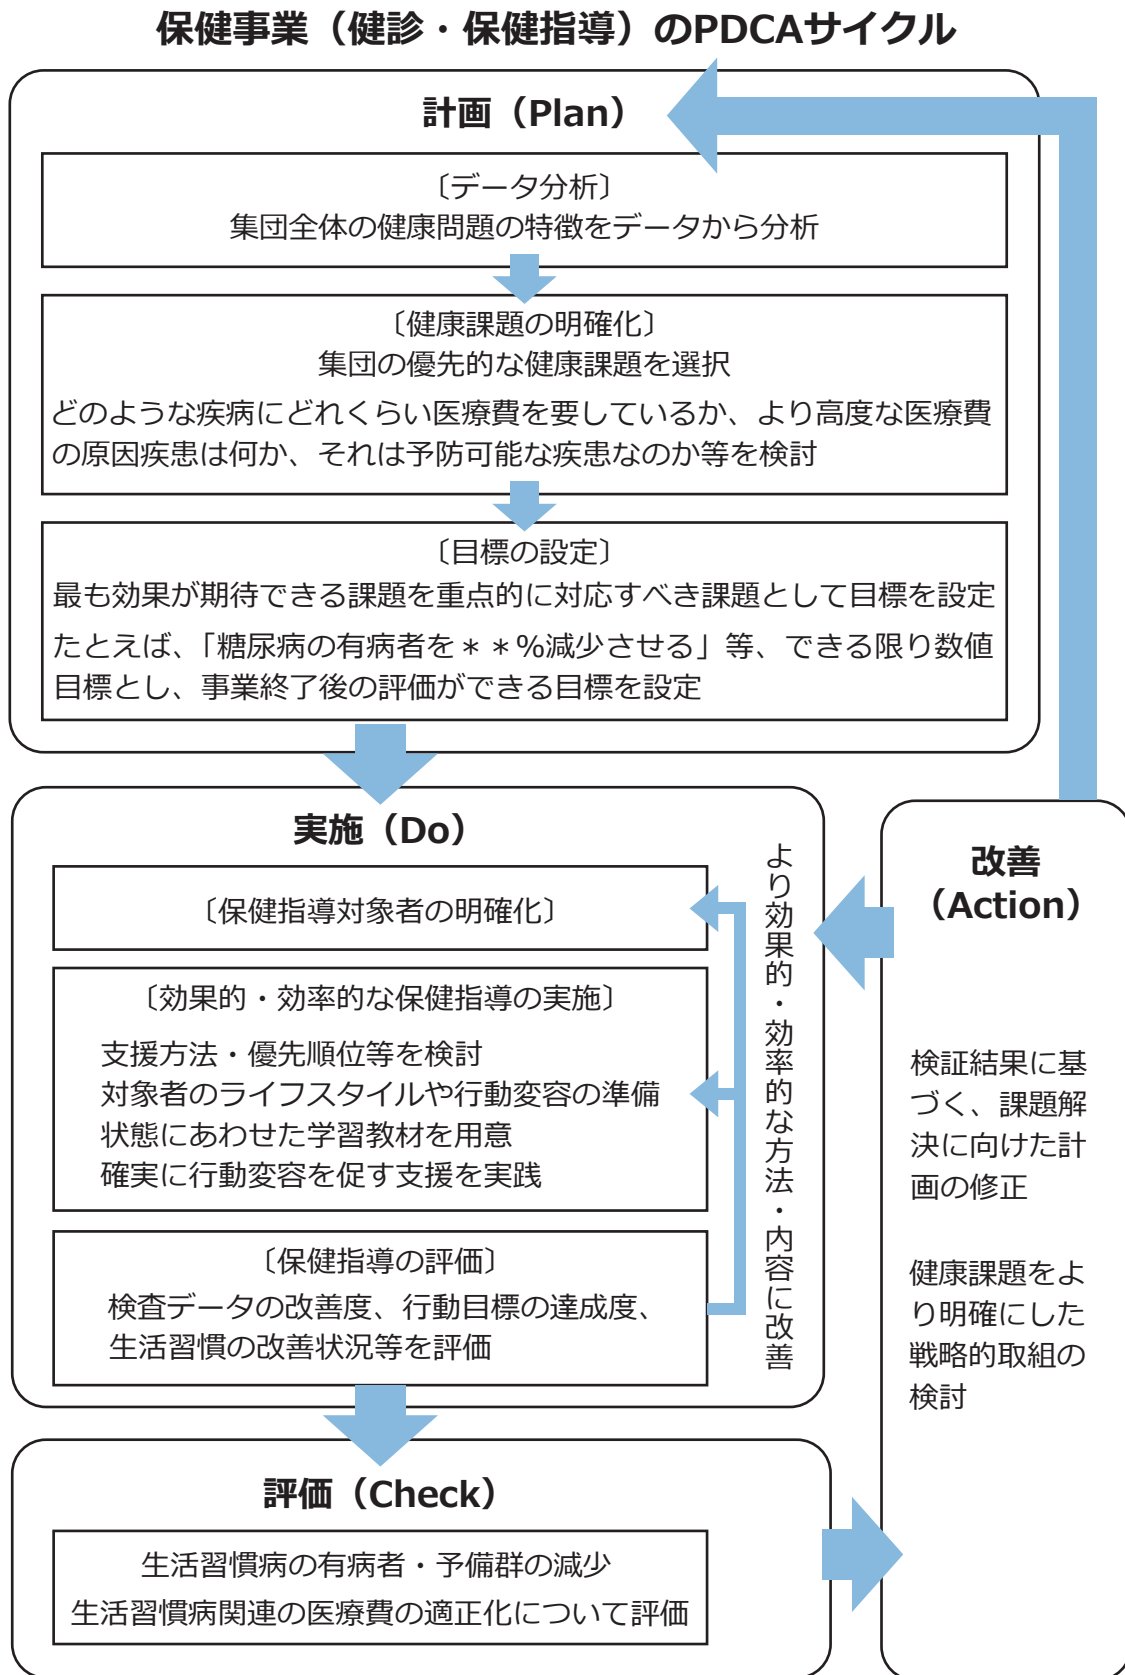 保健事業（健診・保健指導）のPDCAサイクル
計画（Plan）
〔データ分析〕
集団全体の健康問題の特徴をデータから分析
〔健康課題の明確化〕
集団の優先的な健康課題を選択
どのような疾病にどれくらい医療費を要しているか、より高度な医療費
の原因疾患は何か、それは予防可能な疾患なのか等を検討
〔目標の設定〕
最も効果が期待できる課題を重点的に対応すべき課題として目標を設定
たとえば、「糖尿病の有病者を＊＊%減少させる」等、できる限り数値
目標とし、事業終了後の評価ができる目標を設定
実施（Do）
〔保健指導対象者の明確化〕
〔効果的・効率的な保健指導の実施〕
支援方法・優先順位等を検討
対象者のライフスタイルや行動変容の準備
状態にあわせた学習教材を用意
確実に行動変容を促す支援を実践
〔保健指導の評価〕
検査データの改善度、行動目標の達成度、
生活習慣の改善状況等を評価
より効果的・効率的な方法・内容に改善
評価（Check）
生活習慣病の有病者・予備群の減少
生活習慣病関連の医療費の適正化について評価
改善
（Action）
検証結果に基
づく、課題解
決に向けた計
画の修正
健康課題をよ
り明確にした
戦略的取組の
検討